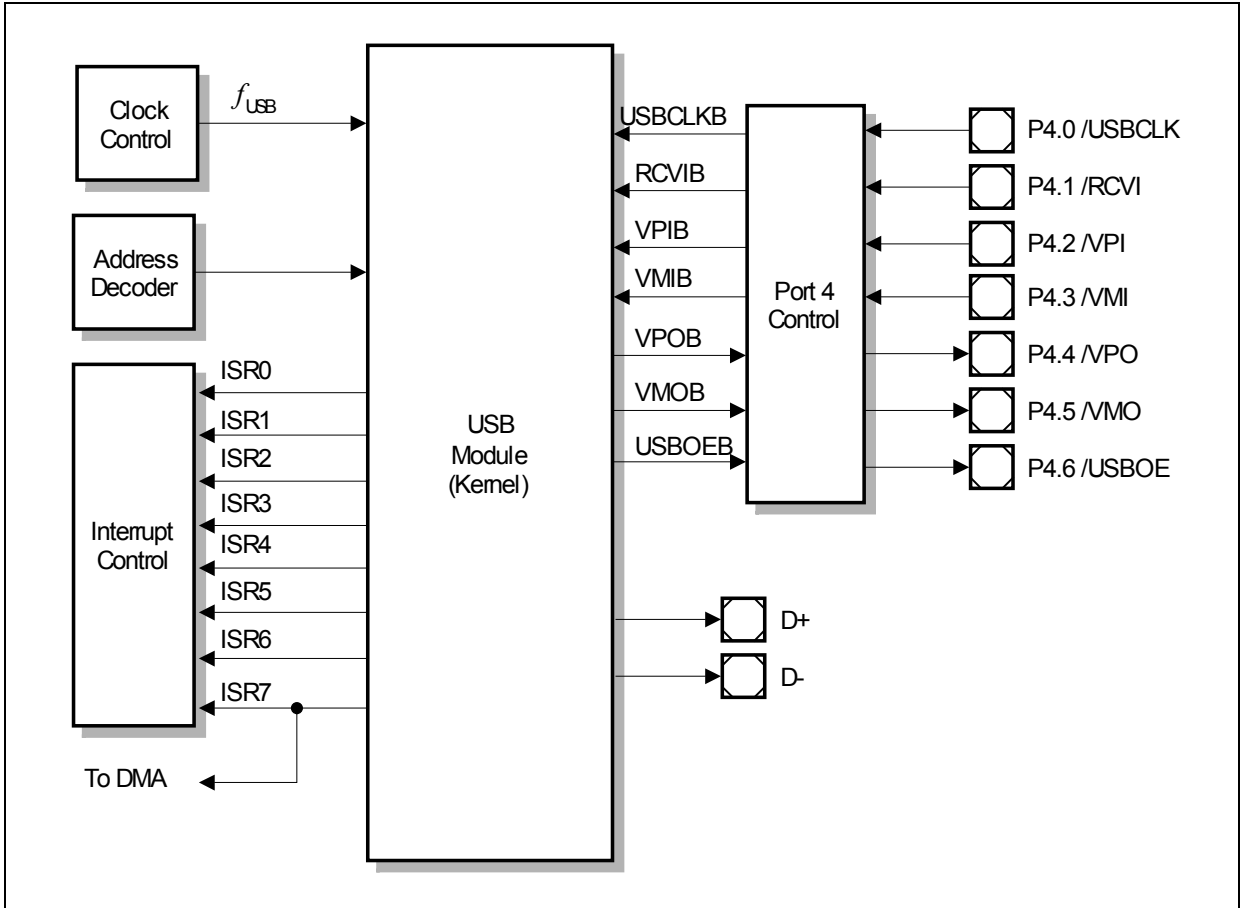 Clock
Control
fUSB
Address
Decoder
ISR0
ISR1
ISR2
ISR3
ISR4
ISR5
ISR6
ISR7
Interrupt
Control
To DMA
USB
Module
(Kernel)
USBCLKB
RCVIB
VPIB
VMIB
VPOB
VMOB
USBOEB
Port 4
Control
P4.0 /USBCLK
P4.1 /RCVI
P4.2 /VPI
P4.3 /VMI
P4.4 /VPO
P4.5 /VMO
P4.6 /USBOE
D+
D-